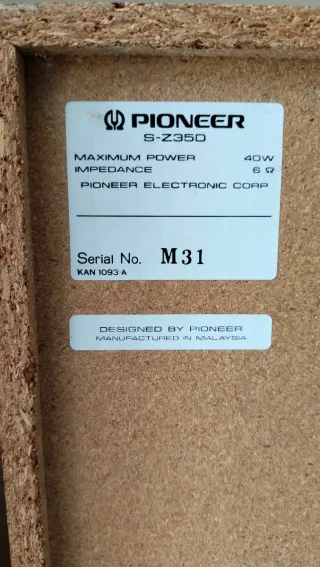 PIONEER
S-Z35D
MAXIMUM POWER 40W
IMPEDANCE 6 Ω
PIONEER ELECTRONIC CORP
Serial No. M31
KAN 1093-A
DESIGNED BY PIONEER
MANUFACTURED IN MALAYSIA